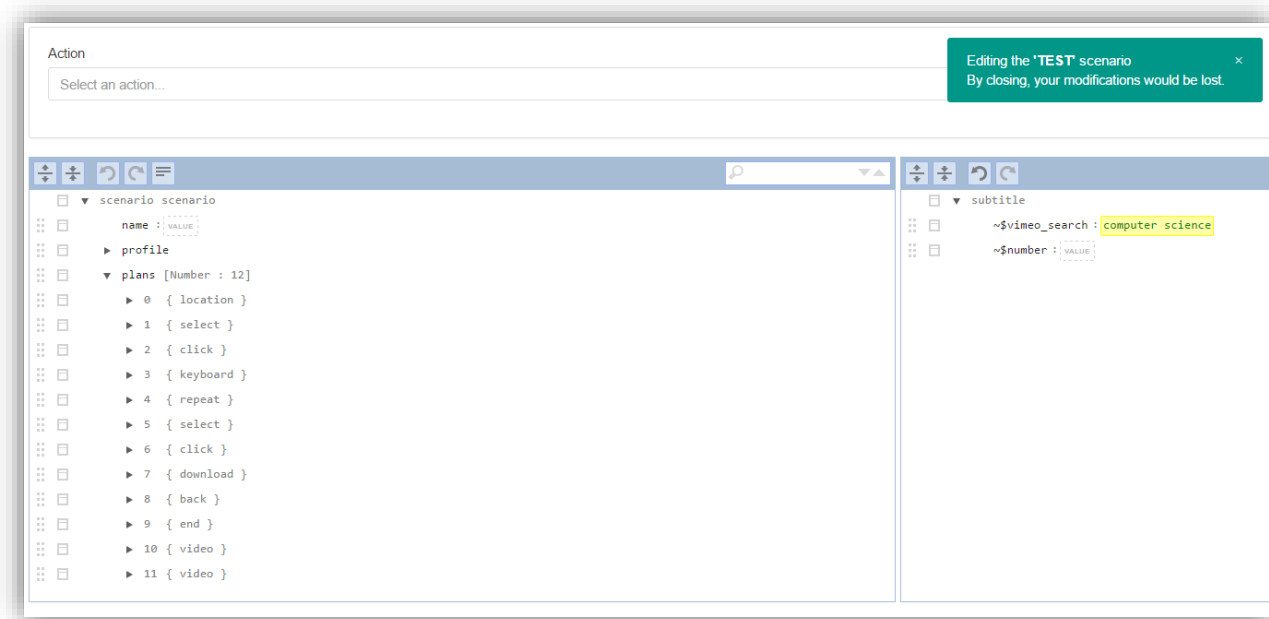 Action
Select an action...
Editing the 'TEST' scenario ×
By closing, your modifications would be lost.
scenario scenario
name : VALUE
profile
plans [Number : 12]
0 { location }
1 { select }
2 { click }
3 { keyboard }
4 { repeat }
5 { select }
6 { click }
7 { download }
8 { back }
9 { end }
10 { video }
11 { video }
subtitle
~$vimeo_search : computer science
~$number : VALUE